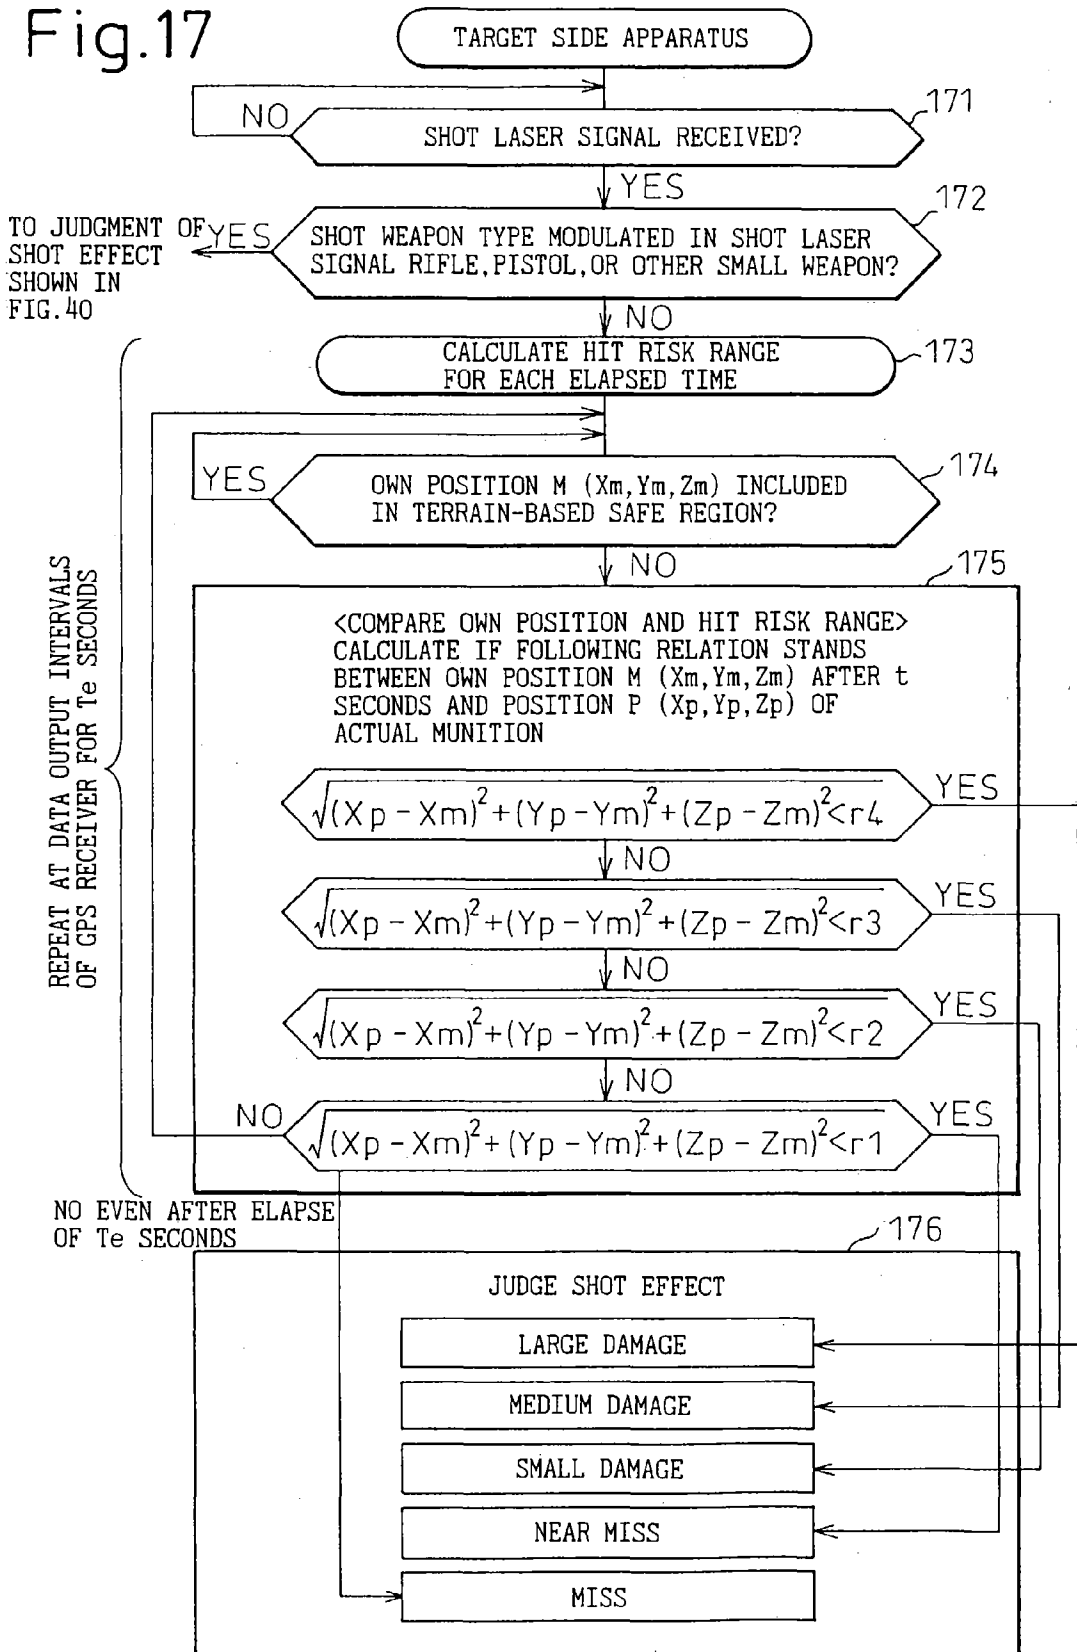 Fig.17
TARGET SIDE APPARATUS
171
NO
SHOT LASER SIGNAL RECEIVED?
YES
172
TO JUDGMENT OF
SHOT EFFECT
SHOWN IN
FIG.40
YES
SHOT WEAPON TYPE MODULATED IN SHOT LASER
SIGNAL RIFLE,PISTOL,OR OTHER SMALL WEAPON?
NO
CALCULATE HIT RISK RANGE
FOR EACH ELAPSED TIME
173
174
YES
OWN POSITION M (Xm,Ym,Zm) INCLUDED
IN TERRAIN-BASED SAFE REGION?
NO
175
REPEAT AT DATA OUTPUT INTERVALS
OF GPS RECEIVER FOR Te SECONDS
<COMPARE OWN POSITION AND HIT RISK RANGE>
CALCULATE IF FOLLOWING RELATION STANDS
BETWEEN OWN POSITION M (Xm,Ym,Zm) AFTER t
SECONDS AND POSITION P (Xp,Yp,Zp) OF
ACTUAL MUNITION
√(Xp-Xm)²+(Yp-Ym)²+(Zp-Zm)²<r4
YES
NO
√(Xp-Xm)²+(Yp-Ym)²+(Zp-Zm)²<r3
YES
NO
√(Xp-Xm)²+(Yp-Ym)²+(Zp-Zm)²<r2
YES
NO
NO
√(Xp-Xm)²+(Yp-Ym)²+(Zp-Zm)²<r1
YES
NO EVEN AFTER ELAPSE
OF Te SECONDS
176
JUDGE SHOT EFFECT
LARGE DAMAGE
MEDIUM DAMAGE
SMALL DAMAGE
NEAR MISS
MISS